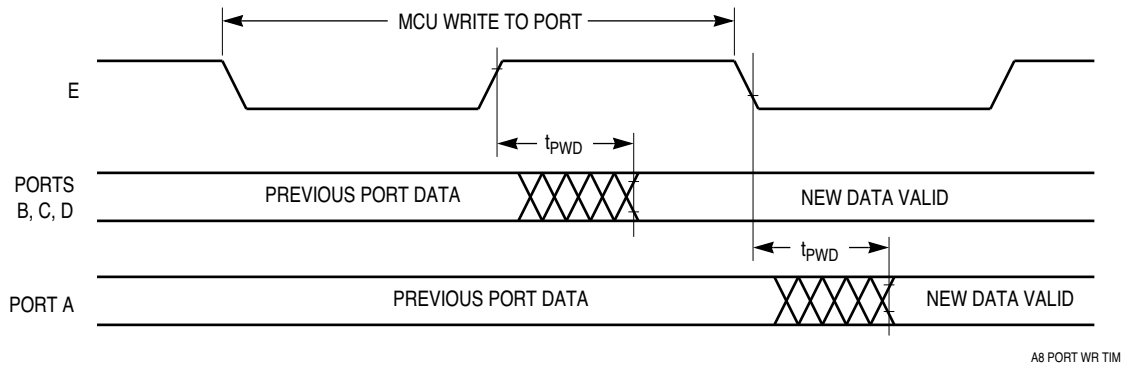 MCU WRITE TO PORT
E
tPWD
PORTS
B, C, D
PREVIOUS PORT DATA
NEW DATA VALID
tPWD
PORT A
PREVIOUS PORT DATA
NEW DATA VALID
A8 PORT WR TIM